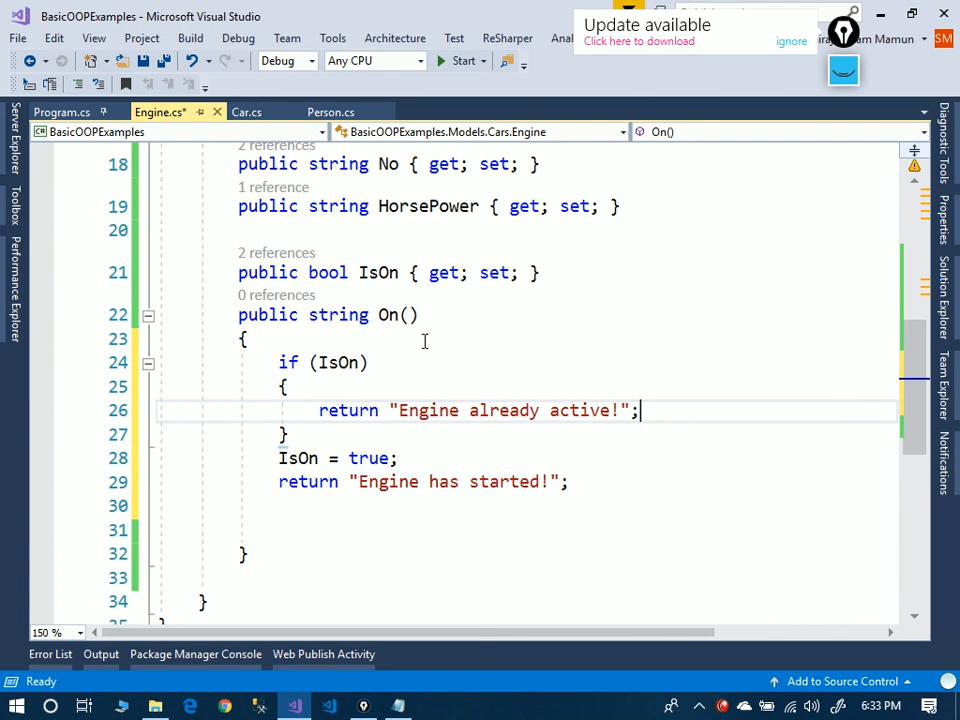 BasicOOPExamples - Microsoft Visual Studio
Update available
Click here to download
ignore
File Edit View Project Build Debug Team Tools Architecture Test ReSharper
am Mamun
SM
Debug
Any CPU
Start
Program.cs
Engine.cs*
Car.cs
Person.cs
BasicOOPExamples
BasicOOPExamples.Models.Cars.Engine
On()
Server Explorer
Toolbox
Performance Explorer
2 references
18 public string No { get; set; }
1 reference
19 public string HorsePower { get; set; }
20
2 references
21 public bool IsOn { get; set; }
0 references
22 public string On()
23 {
24 if (IsOn)
25 {
26 return "Engine already active!";
27 }
28 IsOn = true;
29 return "Engine has started!";
30
31
32 }
33
34 }
35 }
Diagnostic Tools
Properties
Solution Explorer
Team Explorer
Notifications
150 %
Error List Output Package Manager Console Web Publish Activity
Ready
Add to Source Control
6:33 PM